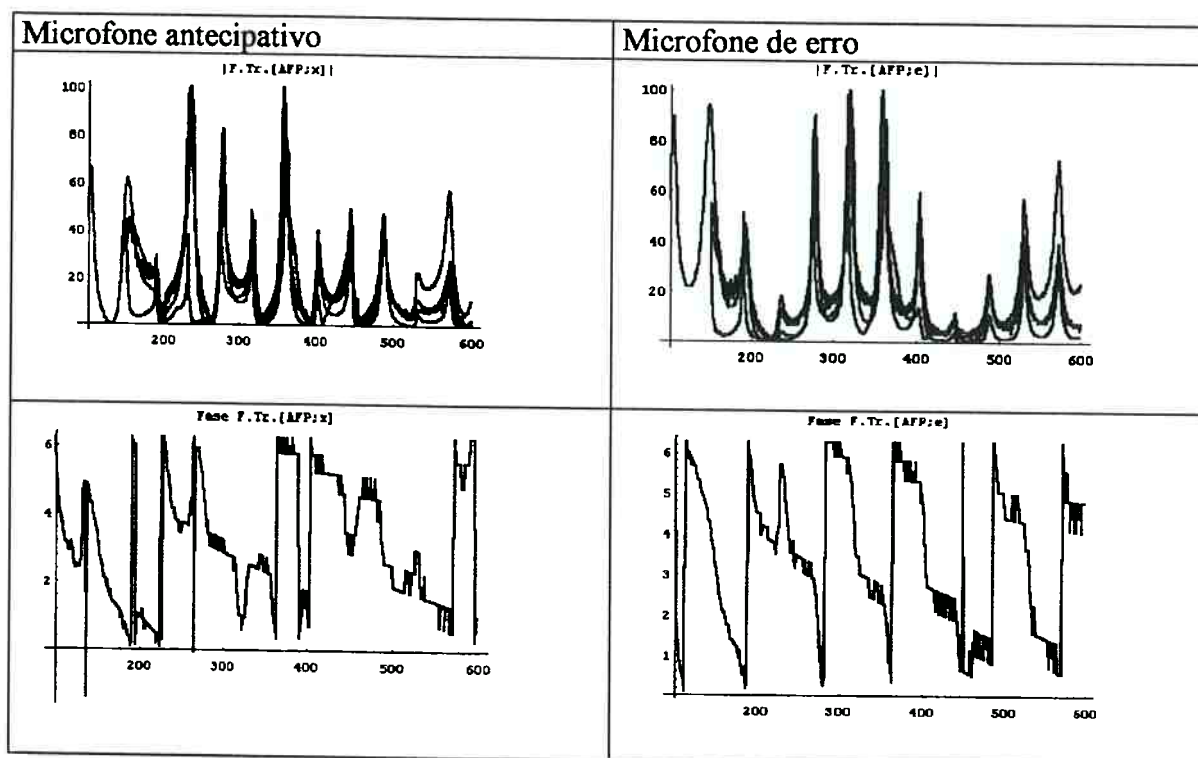 Microfone antecipativo
Microfone de erro
|F.Tr.[AFP;x]|
100
80
60
40
20
200 300 400 500 600
|F.Tr.[AFP;e]|
100
80
60
40
20
200 300 400 500 600
Fase F.Tr.[AFP;x]
6
4
2
200 300 400 500 600
Fase F.Tr.[AFP;e]
6
5
4
3
2
1
200 300 400 500 600